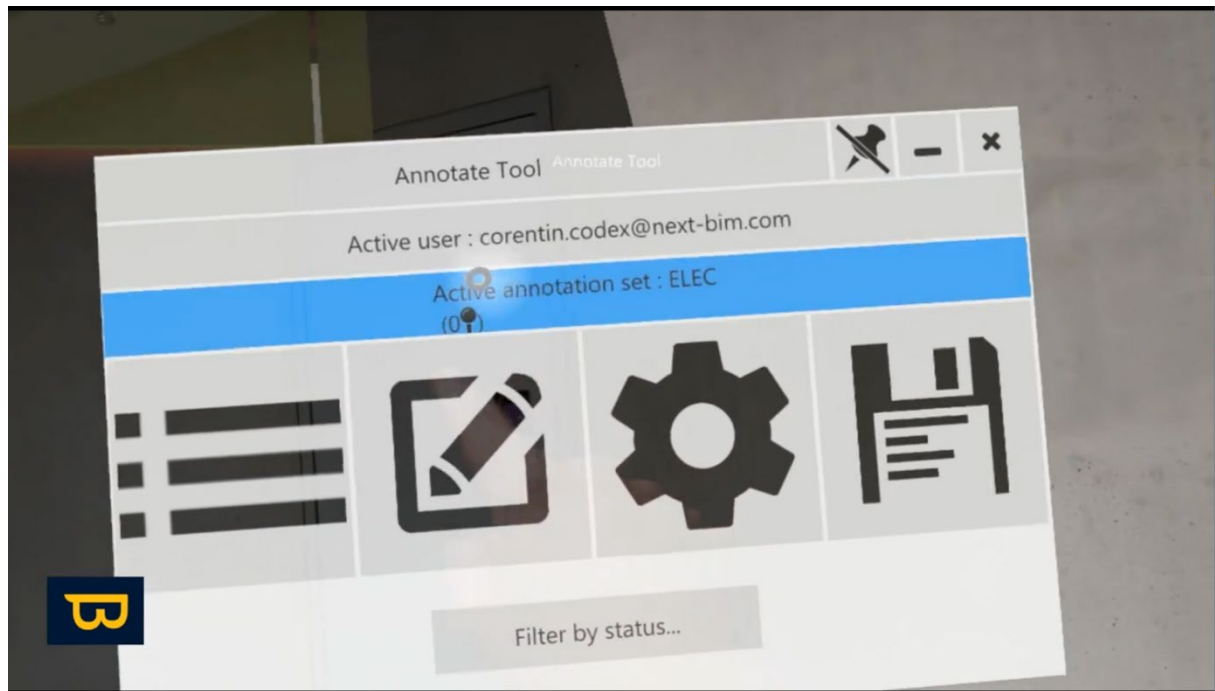 Annotate Tool Annotate Tool
Active user : corentin.codex@next-bim.com
Active annotation set : ELEC
(0)
Filter by status...